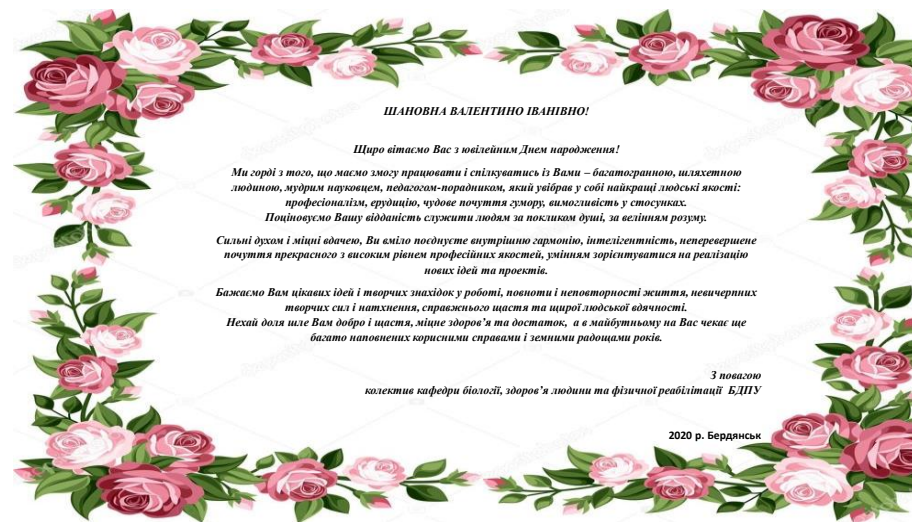 ШАНОВНА ВАЛЕНТИНО ІВАНІВНО!
Щиро вітаємо Вас з ювілейним Днем народження!
Ми горді з того, що маємо змогу працювати і спілкуватись із Вами – багатогранною, шляхетною
людиною, мудрим науковцем, педагогом-порадником, який увібрав у собі найкращі людські якості:
професіоналізм, ерудицію, чудове почуття гумору, вимогливість у стосунках.
Поціновуємо Вашу відданість служити людям за покликом душі, за велінням розуму.
Сильні духом і міцні вдачею, Ви вміло поєднуєте внутрішню гармонію, інтелігентність, неперевершене
почуття прекрасного з високим рівнем професійних якостей, умінням зорієнтуватися на реалізацію
нових ідей та проектів.
Бажаємо Вам цікавих ідей і творчих знахідок у роботі, повноти і неповторності життя, невичерпних
творчих сил і натхнення, справжнього щастя та щирої людської вдячності.
Нехай доля шле Вам добро і щастя, міцне здоров’я та достаток, а в майбутньому на Вас чекає ще
багато наповнених корисними справами і земними радощами років.
З повагою
колектив кафедри біології, здоров’я людини та фізичної реабілітації БДПУ
2020 р. Бердянськ